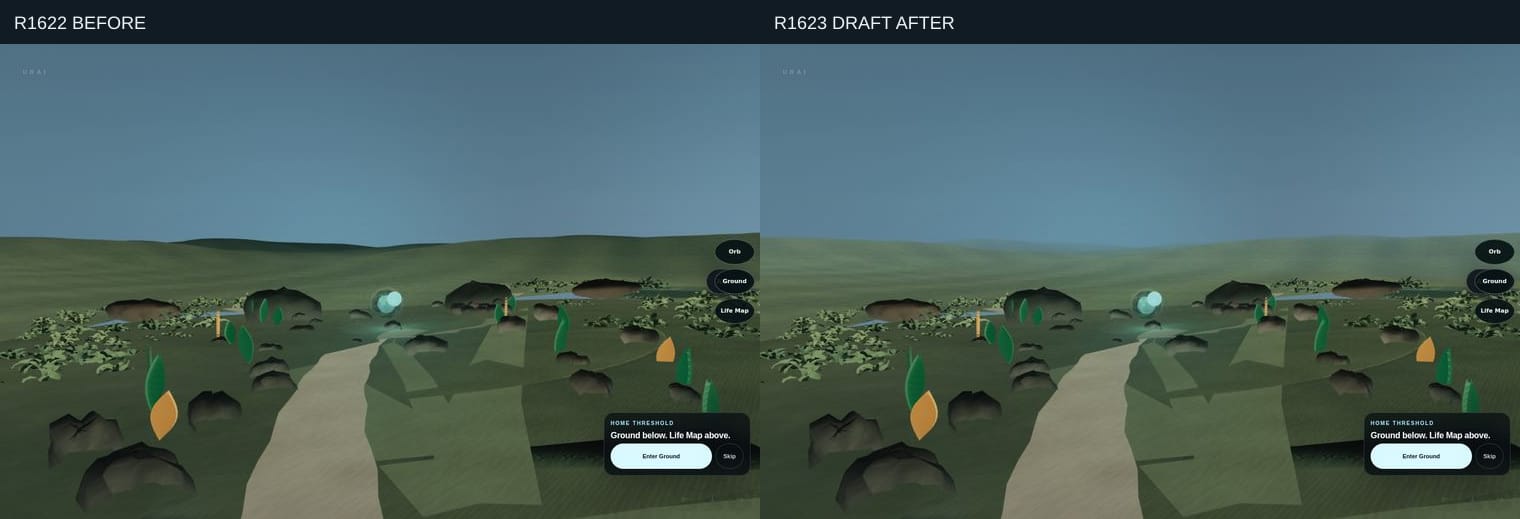 R1622 BEFORE
R1623 DRAFT AFTER
URAI
URAI
Orb
Ground
Life Map
HOME THRESHOLD
Ground below. Life Map above.
Enter Ground
Skip
Orb
Ground
Life Map
HOME THRESHOLD
Ground below. Life Map above.
Enter Ground
Skip